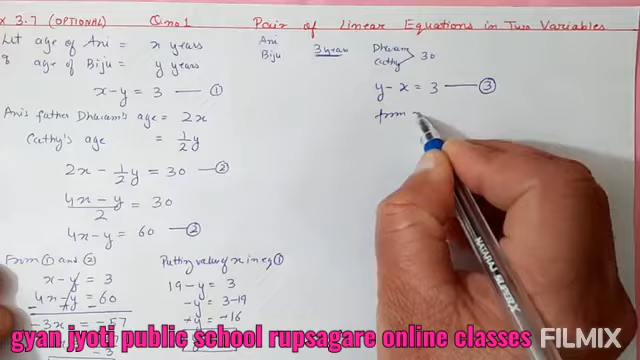 x 3.7 (OPTIONAL) Q.no 1 Pair of Linear Equations in Two Variables
Let age of Ani = x years
& age of Biju = y years
x - y = 3 — ①
Ani's father Dharam's age = 2x
Cathy's age = 1/2 y
2x - 1/2 y = 30 — ②
4x - y / 2 = 30
4x - y = 60 — ②
From ① and ②
x - y = 3
4x - y = 60
-3x = -57
-3
Putting value of x in eq ①
19 - y = 3
-y = 3-19
-y = -16
Ani
Biju 3 years
Dharam
Cathy 30
y - x = 3 — ③
from
NATARAJ
gyan jyoti public school rupsagare online classes
FILMIX